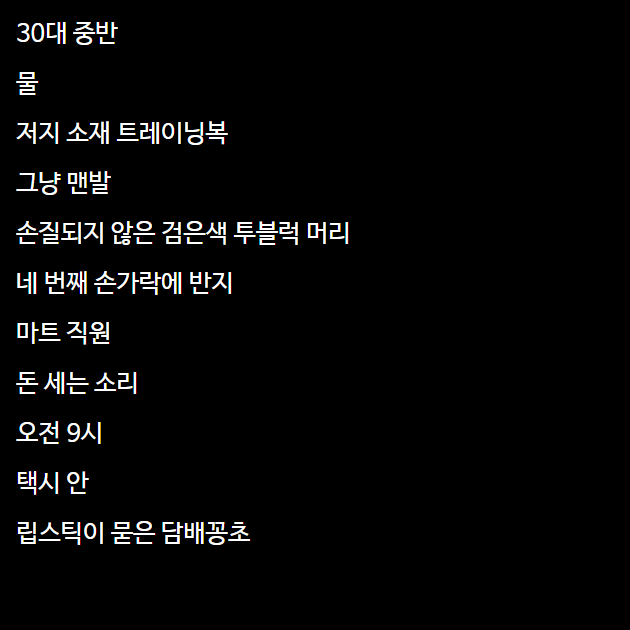 30대 중반
물
저지 소재 트레이닝복
그냥 맨발
손질되지 않은 검은색 투블럭 머리
네 번째 손가락에 반지
마트 직원
돈 세는 소리
오전 9시
택시 안
립스틱이 묻은 담배꽁초